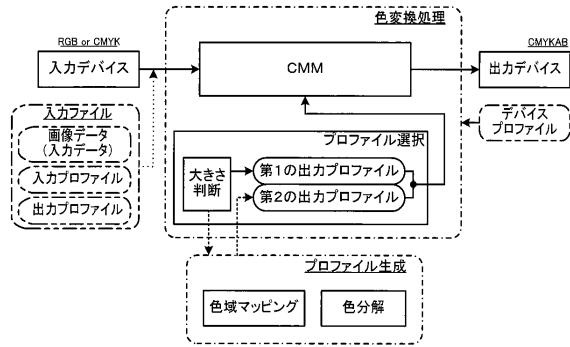 色変換処理
RGB or CMYK
入力デバイス
CMM
CMYKAB
出力デバイス
入力ファイル
画像データ
(入力データ)
入力プロファイル
出力プロファイル
デバイス
プロファイル
プロファイル選択
大きさ
判断
第1の出力プロファイル
第2の出力プロファイル
プロファイル生成
色域マッピング
色分解